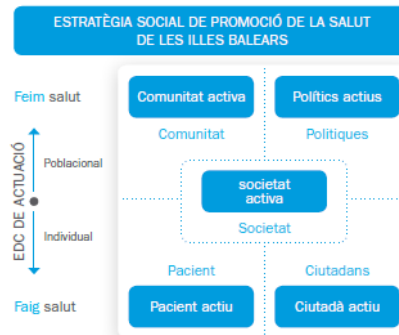 ESTRATÈGIA SOCIAL DE PROMOCIÓ DE LA SALUT
DE LES ILLES BALEARS
Feim salut
Comunitat activa
Polítics actius
Comunitat
Politiques
EDC DE ACTUACIÓ
Poblacional
societat
activa
Individual
Societat
Pacient
Ciutadans
Faig salut
Pacient actiu
Ciutadà actiu